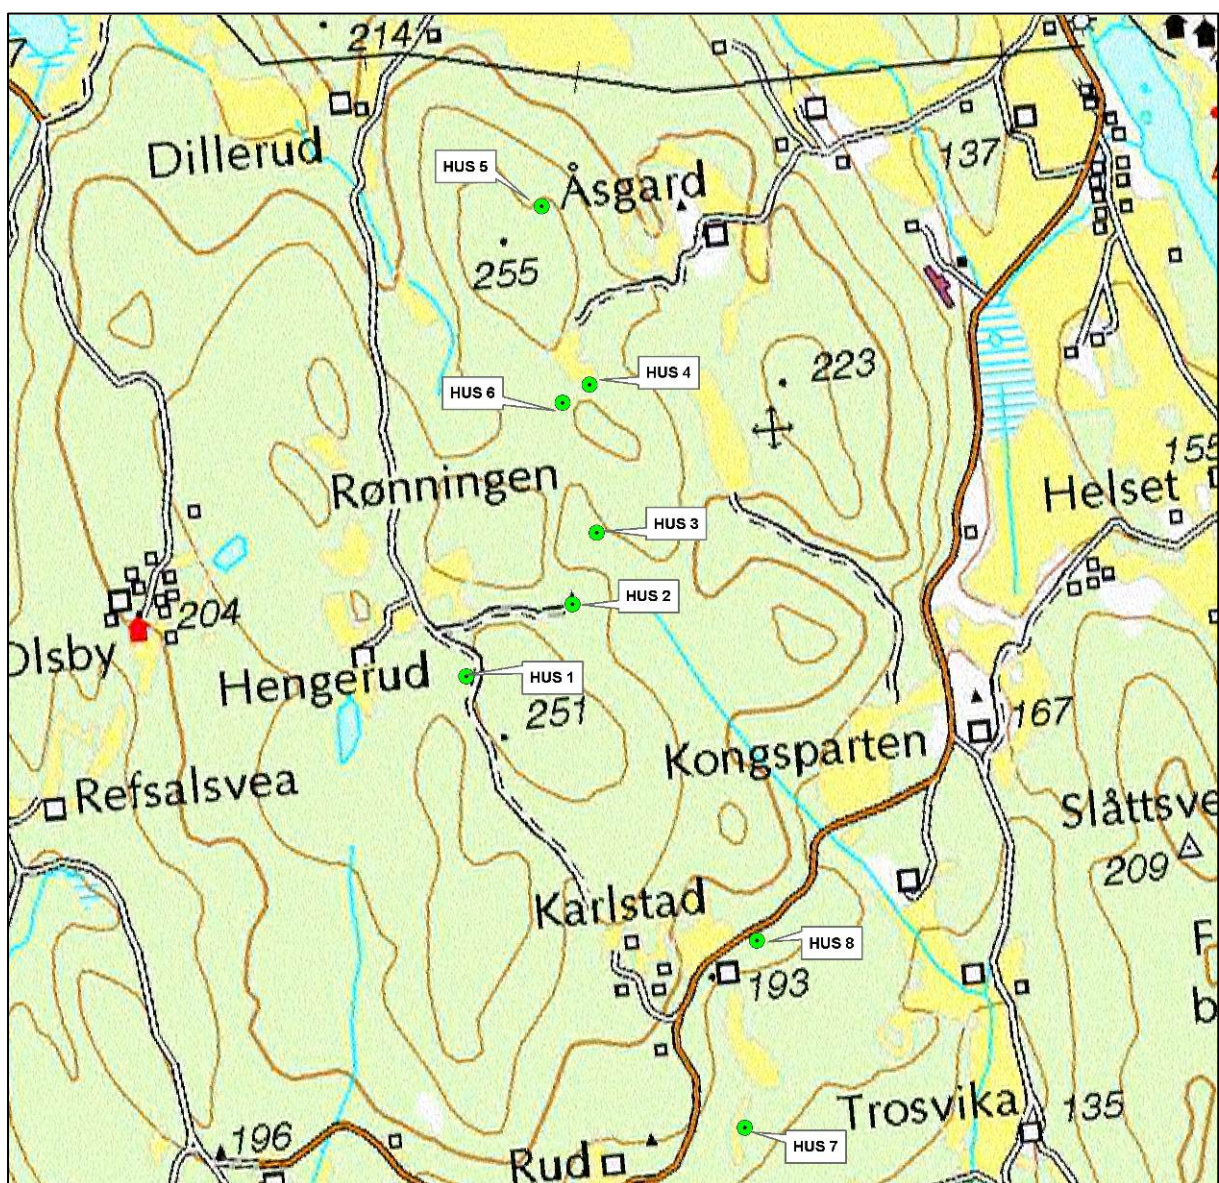 7
214
Dillerud
HUS 5
Åsgard
137
255
223
HUS 4
HUS 6
155
Rønningen
Helset
HUS 3
HUS 2
204
Olsby
Hengerud
HUS 1
251
167
Kongsparten
Refsalsvea
Slåttsve
209
Karlstad
HUS 8
193
F
b
Trosvika
135
196
HUS 7
Rud